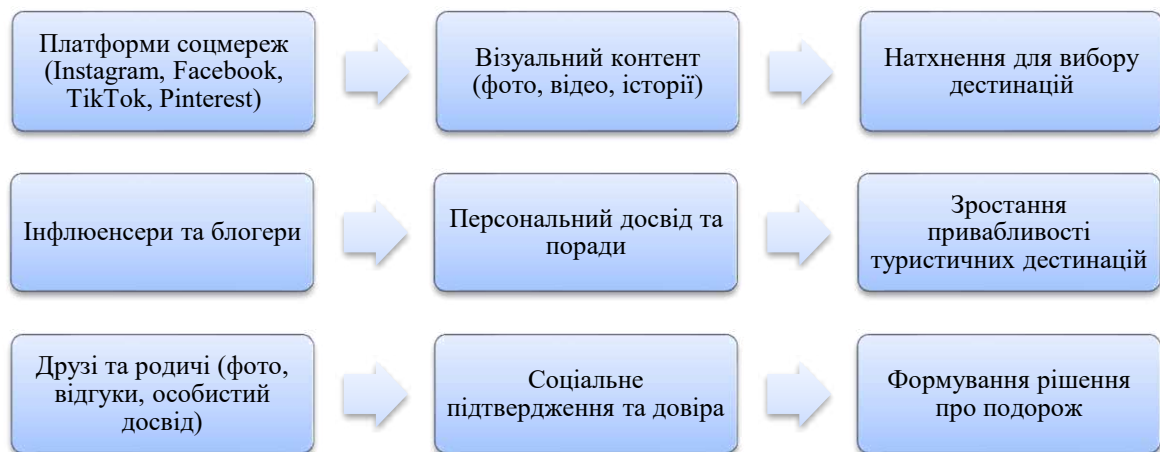 Платформи соцмереж
(Instagram, Facebook,
TikTok, Pinterest)
Візуальний контент
(фото, відео, історії)
Натхнення для вибору
дестинацій
Інфлюенсери та блогери
Персональний досвід та
поради
Зростання
привабливості
туристичних дестинацій
Друзі та родичі (фото,
відгуки, особистий
досвід)
Соціальне
підтвердження та довіра
Формування рішення
про подорож